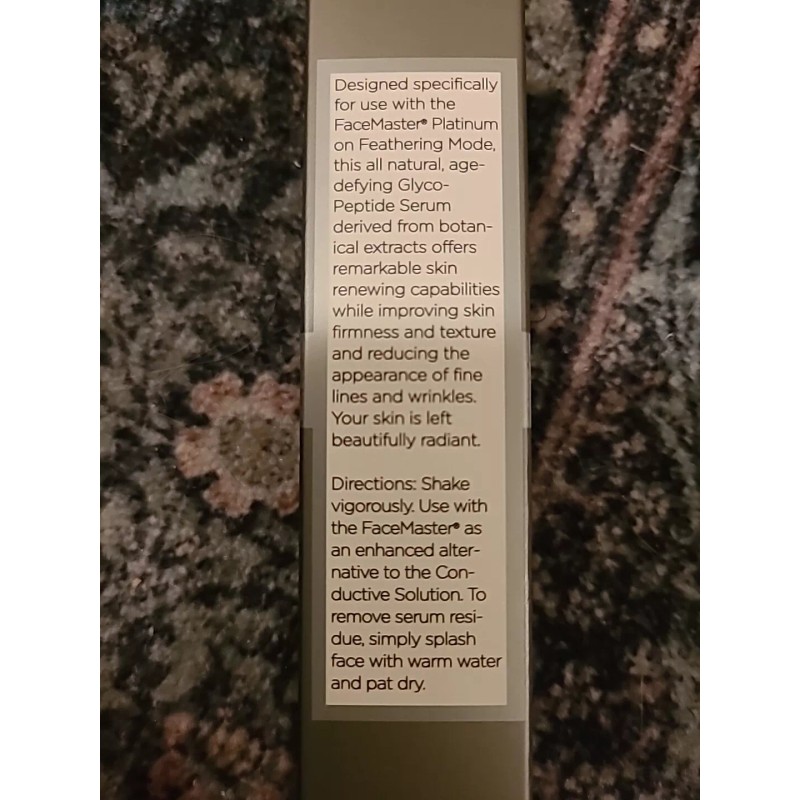 Designed specifically
for use with the
FaceMaster® Platinum
on Feathering Mode,
this all natural, age-
defying Glyco-
Peptide Serum
derived from botan-
ical extracts offers
remarkable skin
renewing capabilities
while improving skin
firmness and texture
and reducing the
appearance of fine
lines and wrinkles.
Your skin is left
beautifully radiant.
Directions: Shake
vigorously. Use with
the FaceMaster® as
an enhanced alter-
native to the Con-
ductive Solution. To
remove serum resi-
due, simply splash
face with warm water
and pat dry.